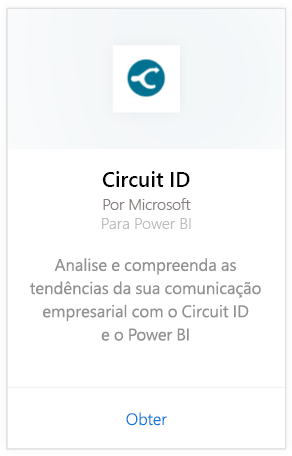 Circuit ID
Por Microsoft
Para Power BI
Analise e compreenda as
tendências da sua comunicação
empresarial com o Circuit ID
e o Power BI
Obter